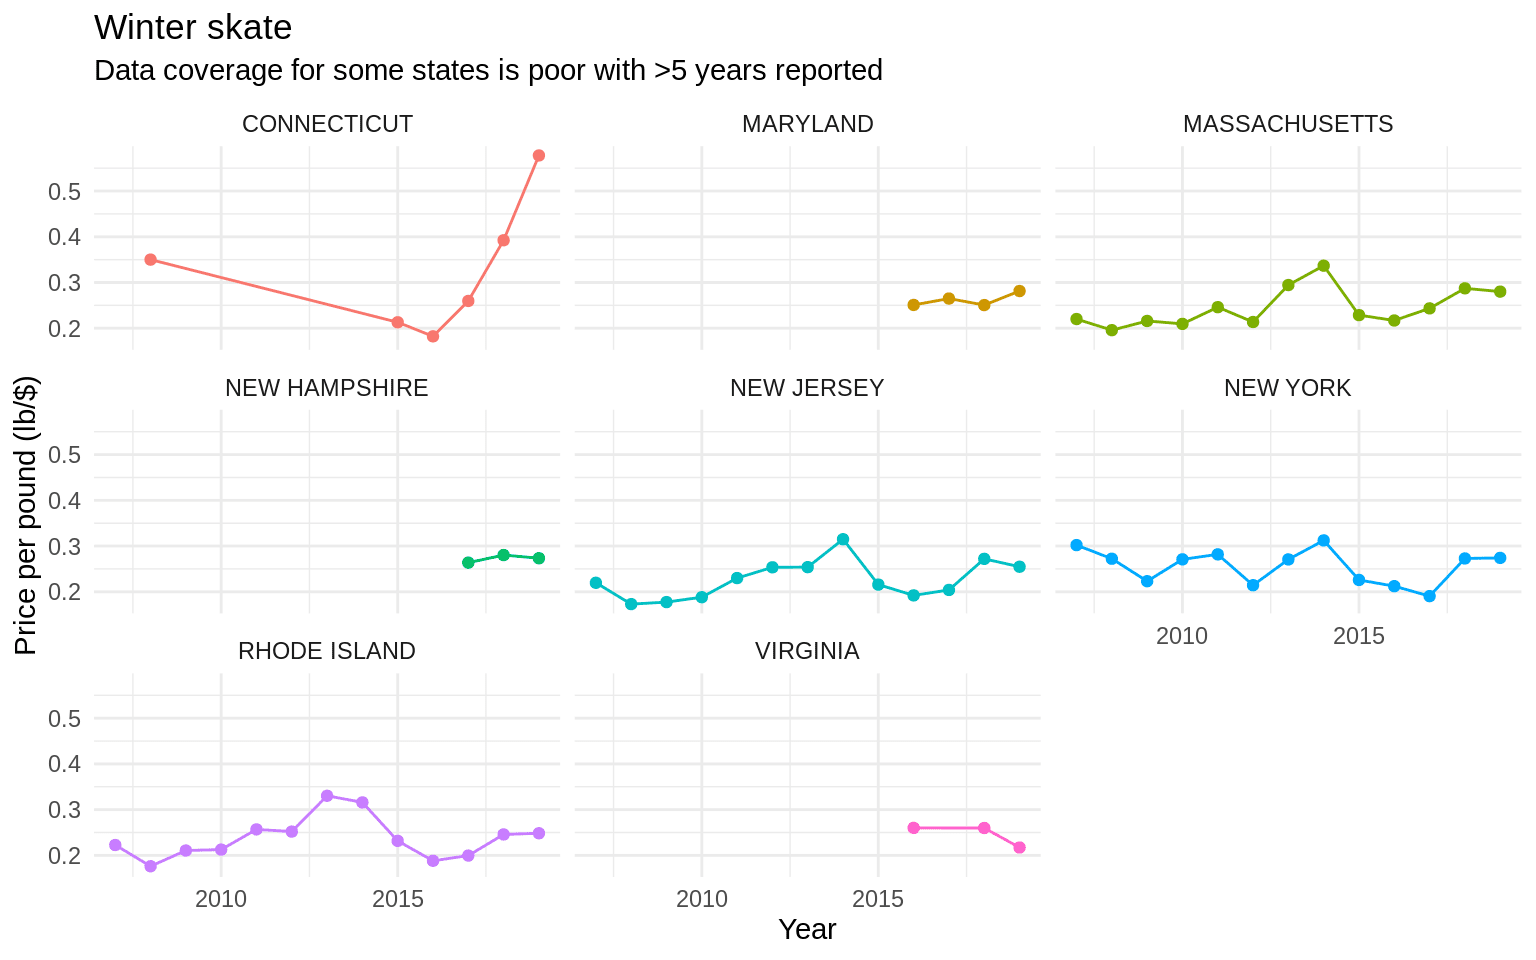 Winter skate
Data coverage for some states is poor with >5 years reported
CONNECTICUT
MARYLAND
MASSACHUSETTS
0.5
0.4
0.3
0.2
NEW HAMPSHIRE
NEW JERSEY
NEW YORK
0.5
0.4
0.3
0.2
2010
2015
RHODE ISLAND
VIRGINIA
0.5
0.4
0.3
0.2
2010
2015
2010
2015
Year
Price per pound (lb/$)